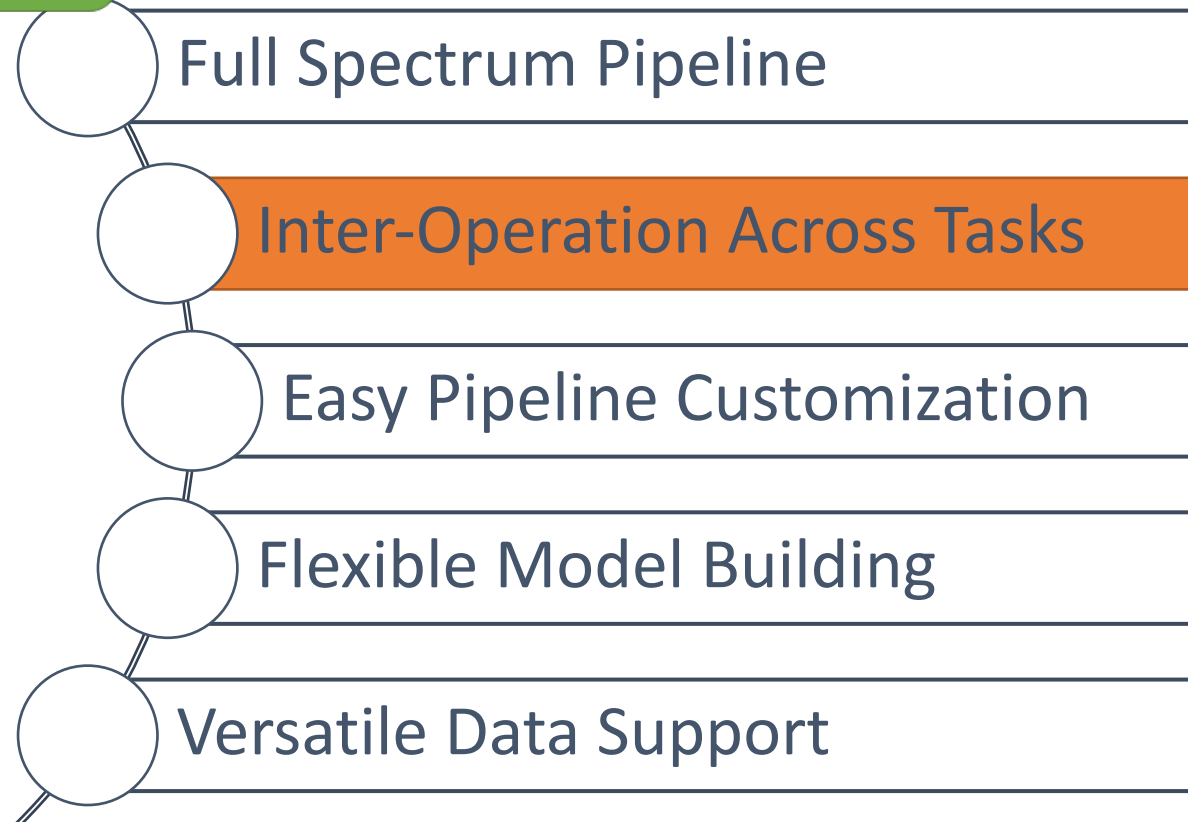 Full Spectrum Pipeline
Inter-Operation Across Tasks
Easy Pipeline Customization
Flexible Model Building
Versatile Data Support